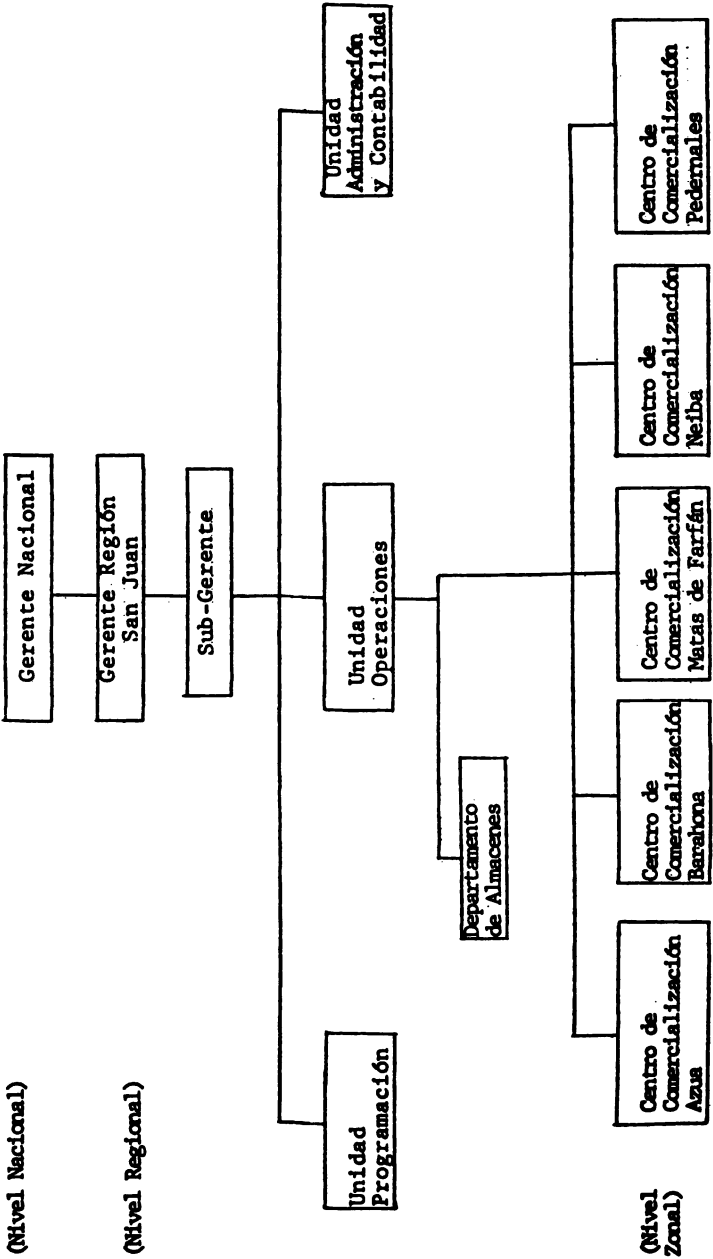 (Nivel Nacional)
Gerente Nacional
(Nivel Regional)
Gerente Región
San Juan
Sub-Gerente
Unidad
Programación
Unidad
Operaciones
Unidad
Administración
y Contabilidad
Departamento
de Almacenes
(Nivel
Zonal)
Centro de
Comercialización
Azua
Centro de
Comercialización
Barahona
Centro de
Comercialización
Matás de Farfán
Centro de
Comercialización
Neiba
Centro de
Comercialización
Pedernales